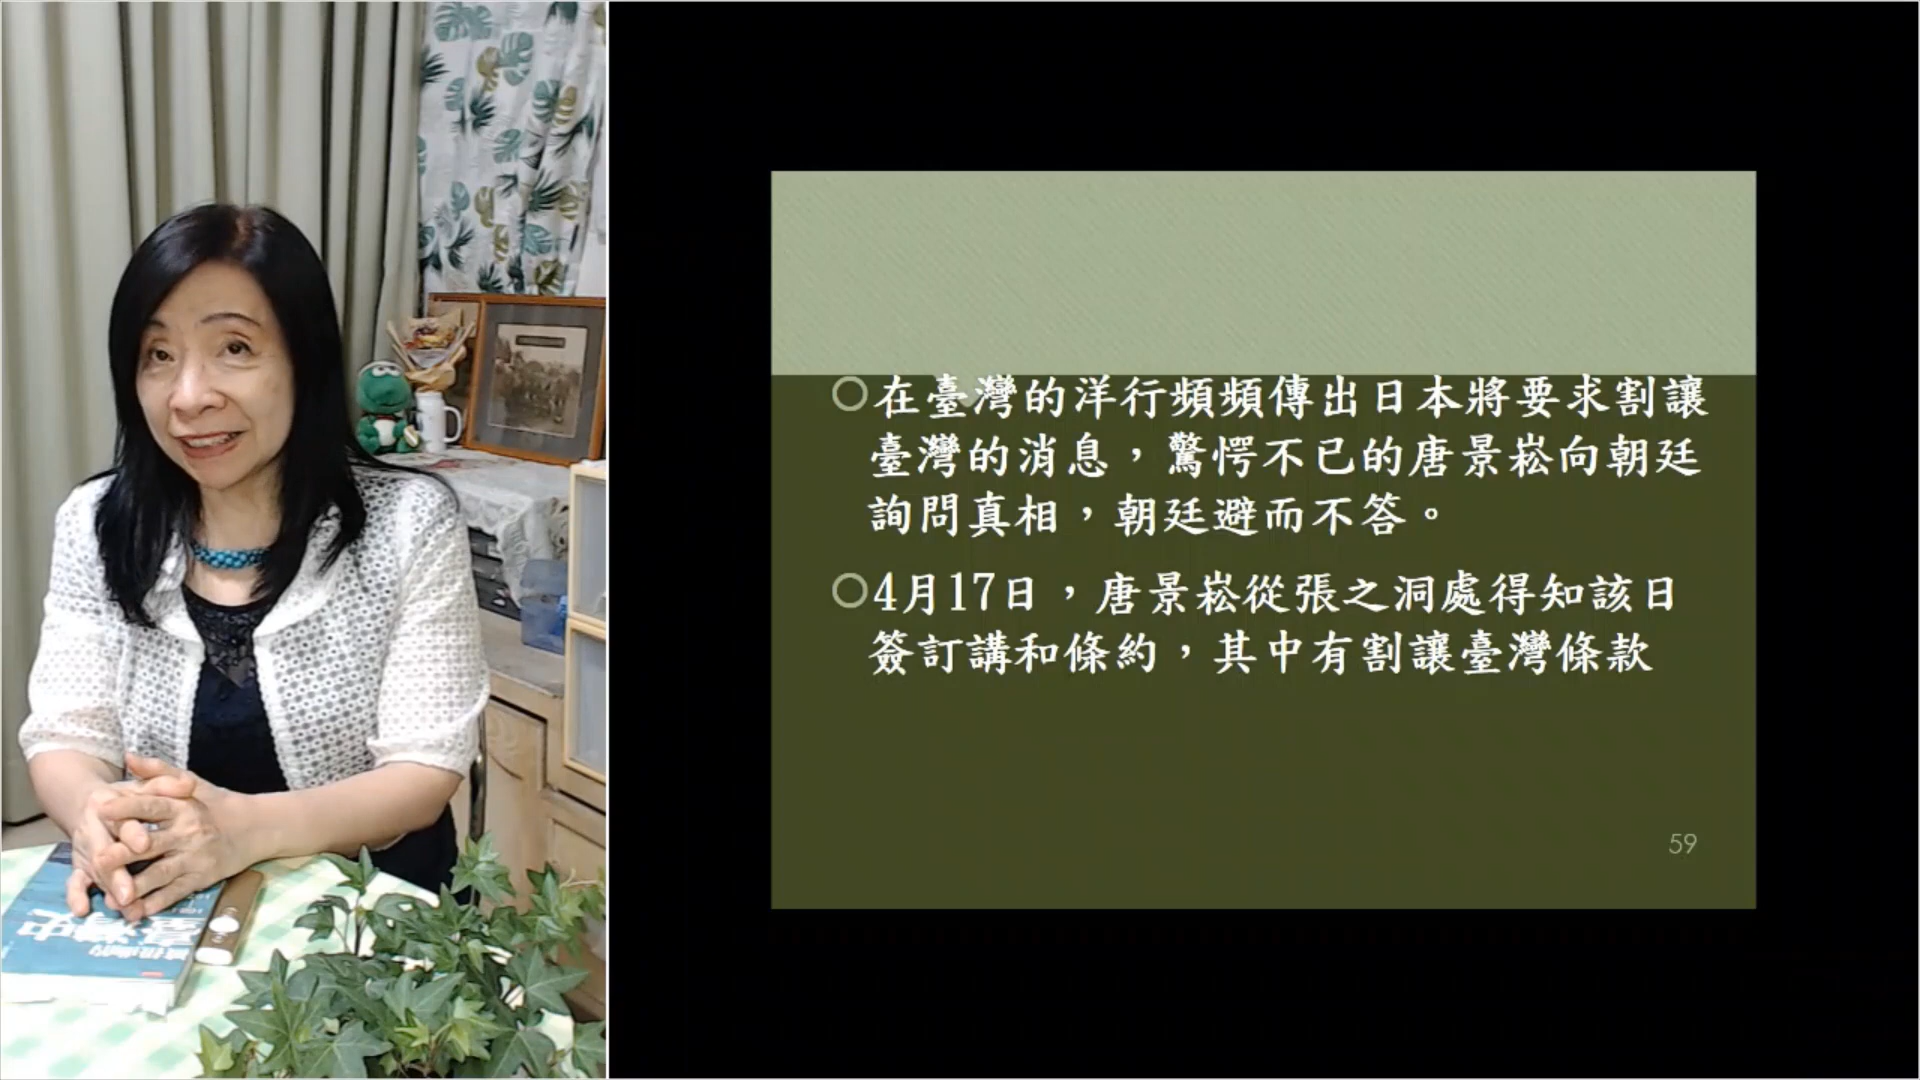 在臺灣的洋行頻頻傳出日本將要求割讓
臺灣的消息，驚愕不已的唐景崧向朝廷
詢問真相，朝廷避而不答。
4月17日，唐景崧從張之洞處得知該日
簽訂講和條約，其中有割讓臺灣條款
59
臺灣史